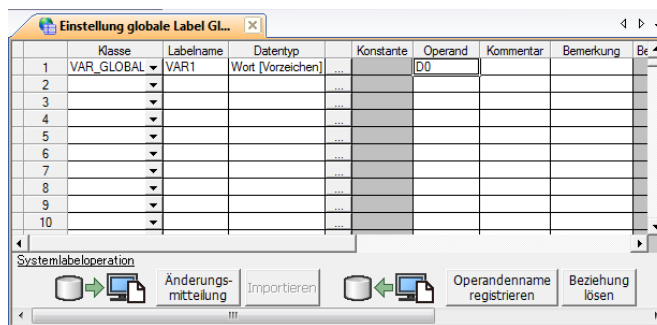 Einstellung globale Label Gl...
Klasse Labelname Datentyp Konstante Operand Kommentar Bemerkung Be
1 VAR_GLOBAL VAR1 Wort [Vorzeichen] ... D0
2 ...
3 ...
4 ...
5 ...
6 ...
7 ...
8 ...
9 ...
10 ...
Systemlabeloperation
Änderungs- mitteilung
Importieren
Operandenname registrieren
Beziehung lösen